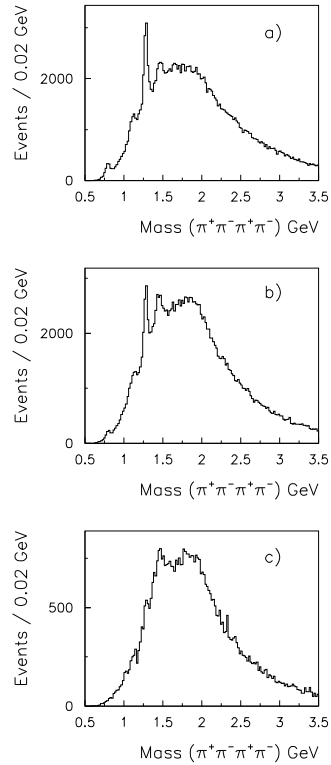 a)
Events / 0.02 GeV
2000
0
0.5 1 1.5 2 2.5 3 3.5
Mass (π⁺π⁻π⁺π⁻) GeV
b)
Events / 0.02 GeV
2000
0
0.5 1 1.5 2 2.5 3 3.5
Mass (π⁺π⁻π⁺π⁻) GeV
c)
Events / 0.02 GeV
500
0
0.5 1 1.5 2 2.5 3 3.5
Mass (π⁺π⁻π⁺π⁻) GeV